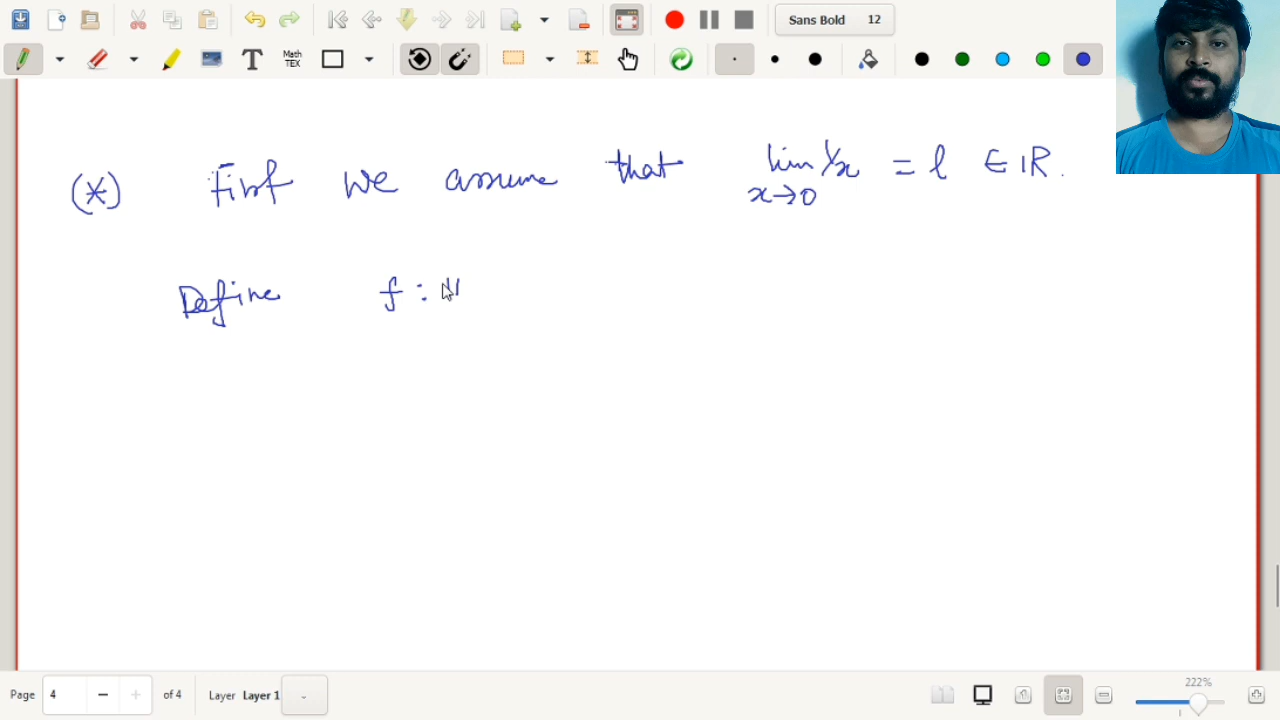 Sans Bold 12
T Math TEX
(*) First we assume that lim 1/x = l ∈ ℝ.
x→0
Define f :
Page 4 of 4 Layer Layer 1 222%